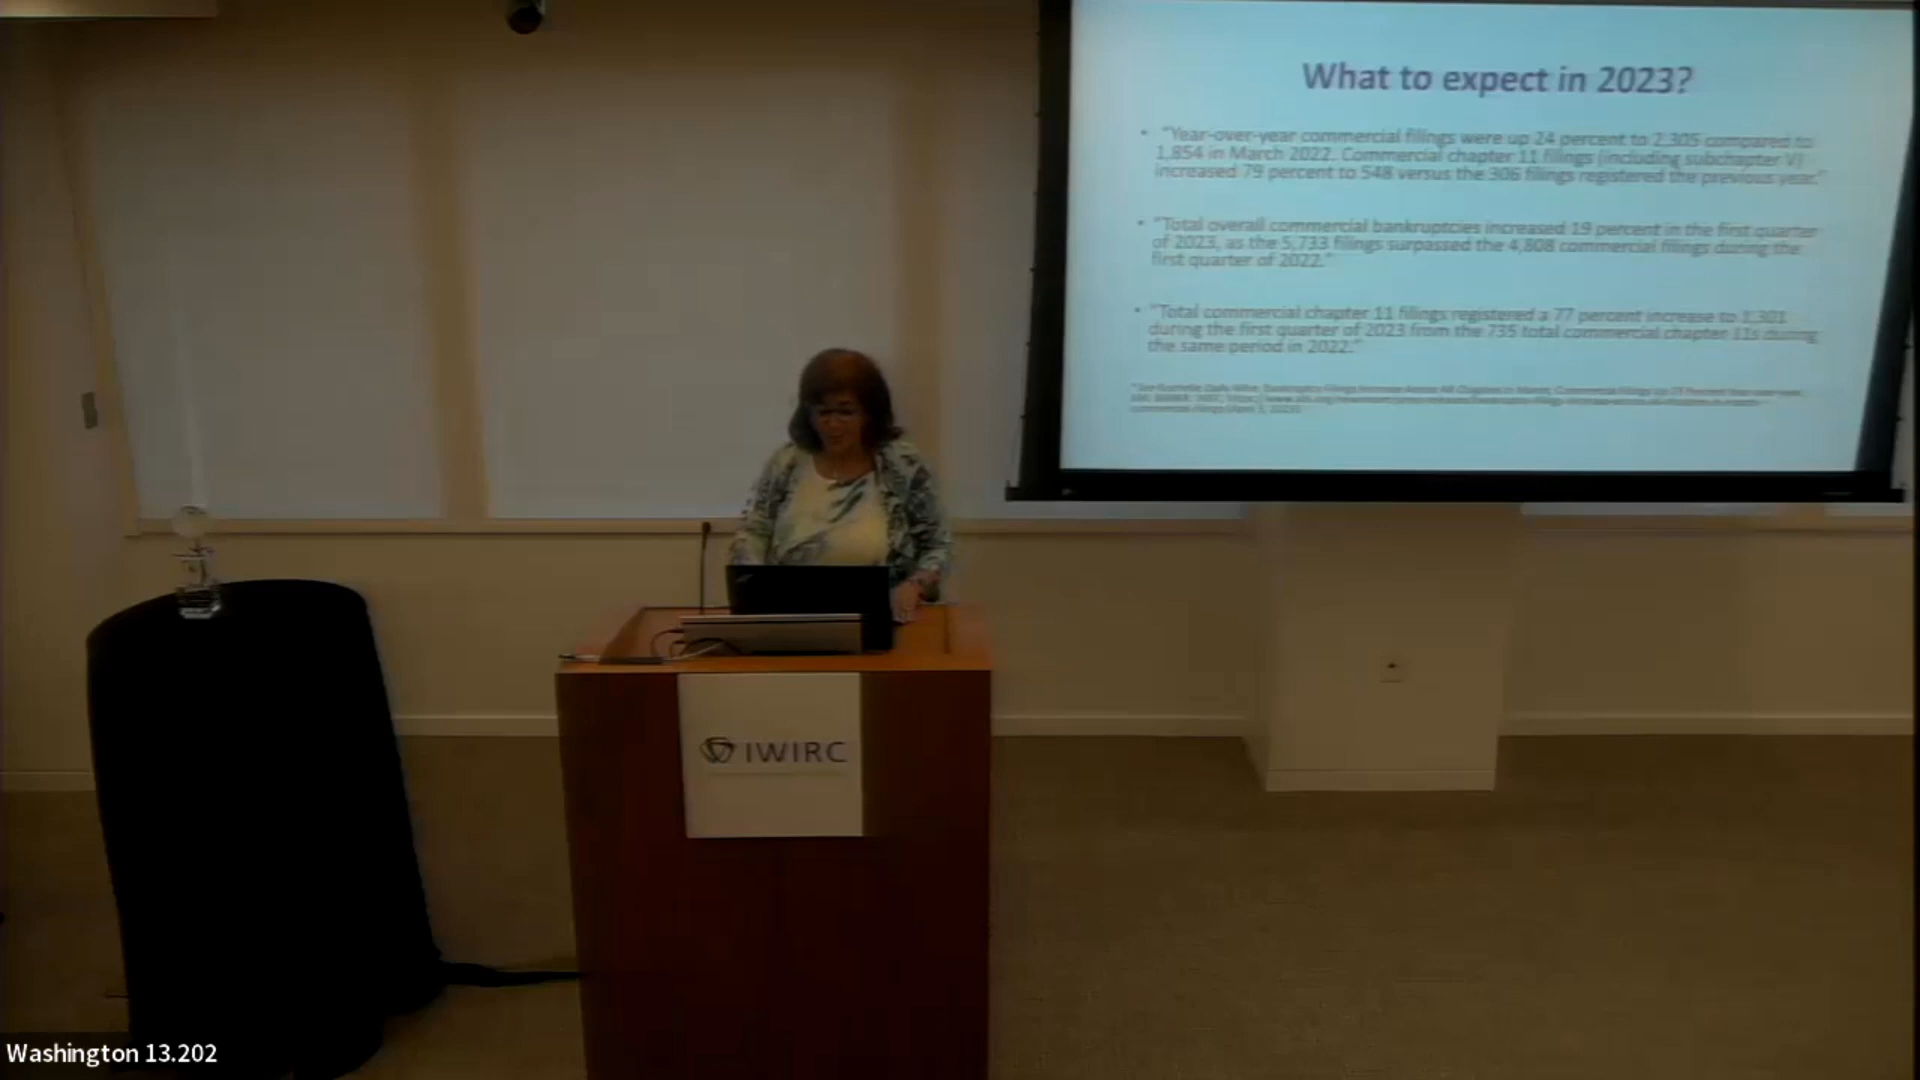 What to expect in 2023?
• "Year-over-year commercial filings were up 24 percent to 2,305 compared to
1,854 in March 2022. Commercial chapter 11 filings (including subchapter V)
increased 79 percent to 548 versus the 306 filings registered the previous year."
• "Total overall commercial bankruptcies increased 19 percent in the first quarter
of 2023, as the 5,733 filings surpassed the 4,808 commercial filings during the
first quarter of 2022."
• "Total commercial chapter 11 filings registered a 77 percent increase to 1,301
during the first quarter of 2023 from the 735 total commercial chapter 11s during
the same period in 2022."
IWIRC
Washington 13.202